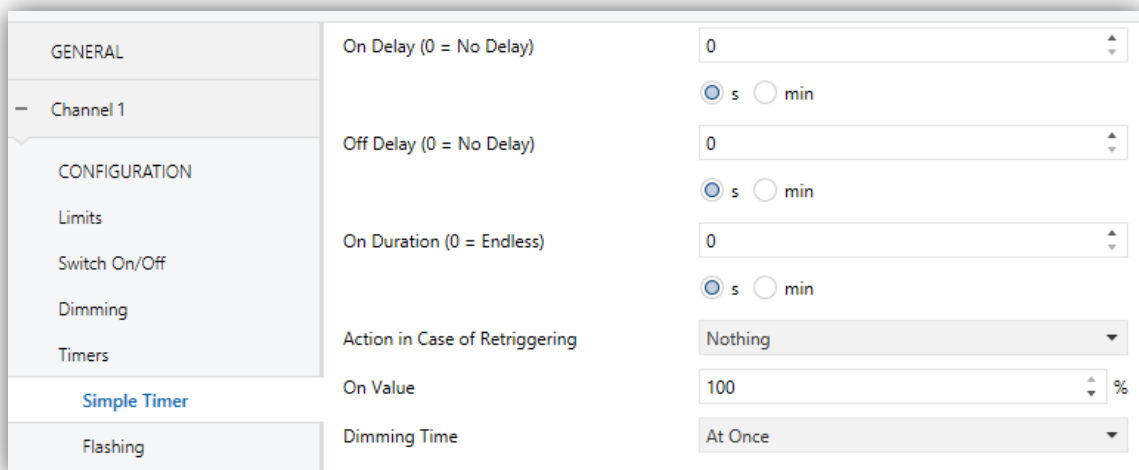 GENERAL
− Channel 1
CONFIGURATION
Limits
Switch On/Off
Dimming
Timers
Simple Timer
Flashing
On Delay (0 = No Delay) 0
s min
Off Delay (0 = No Delay) 0
s min
On Duration (0 = Endless) 0
s min
Action in Case of Retriggering Nothing
On Value 100 %
Dimming Time At Once